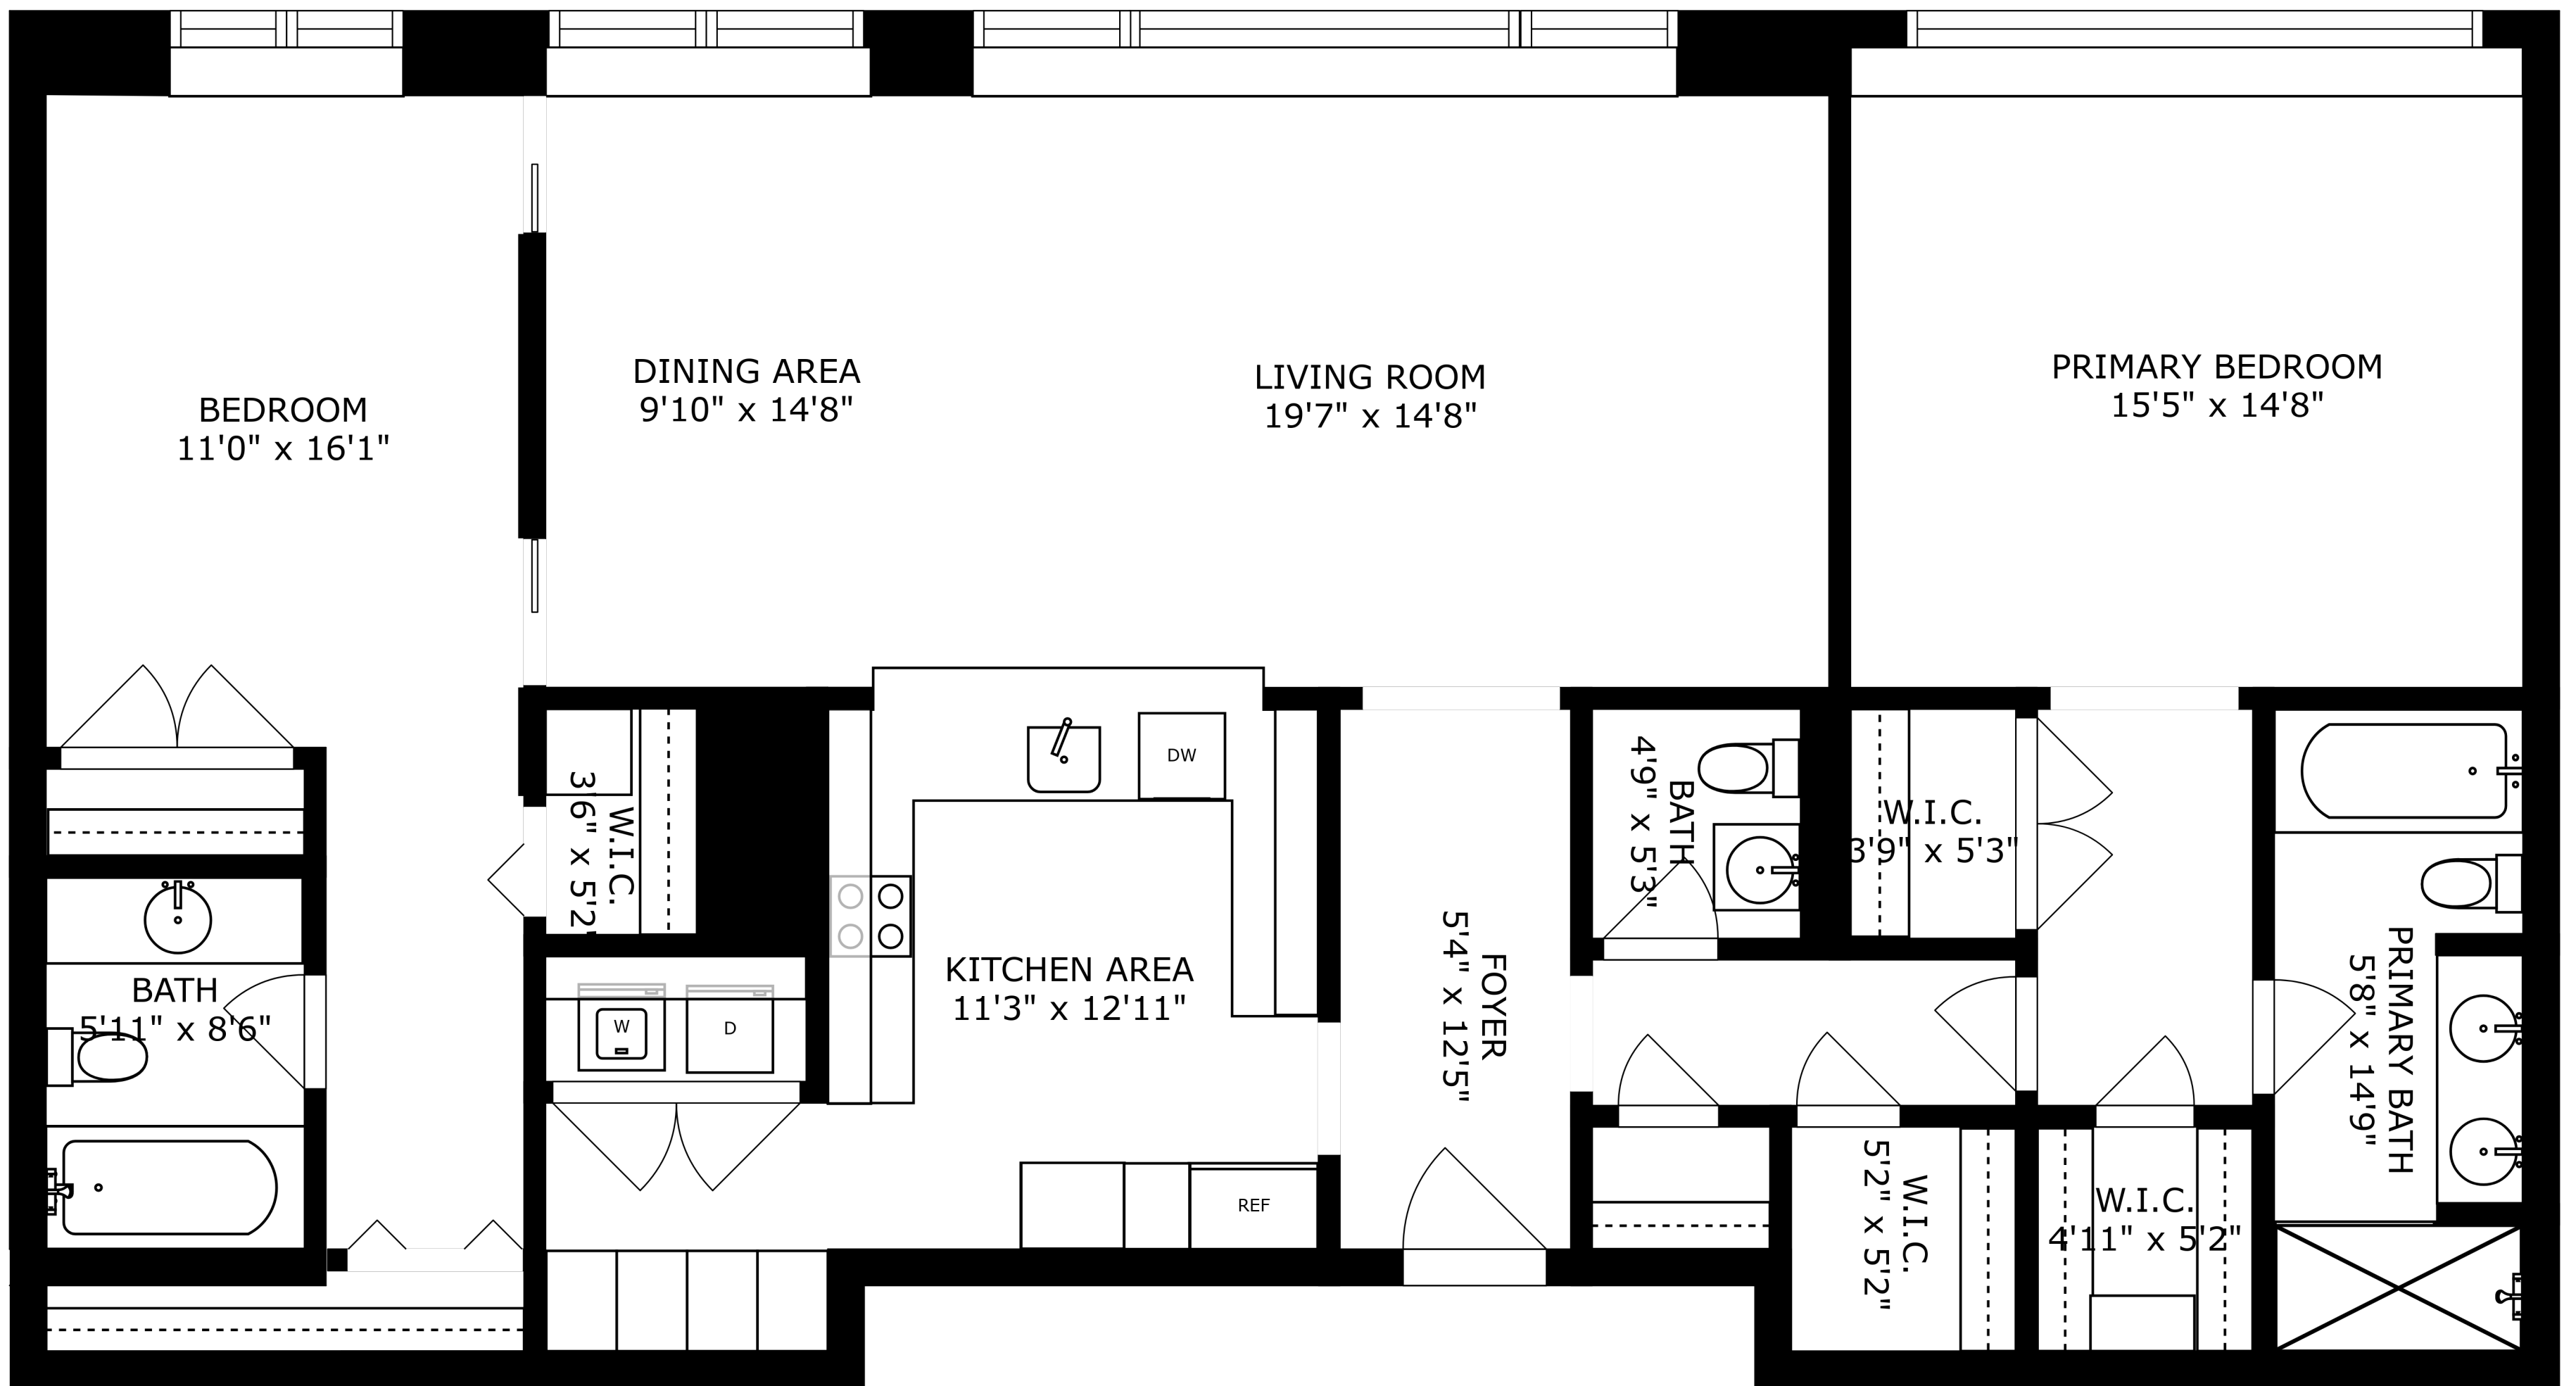 PRIMARY BEDROOM
15'5" x 14'8"
DINING AREA
9'10" x 14'8"
LIVING ROOM
19'7" x 14'8"
BEDROOM
11'0" x 16'1"
DW
W.I.C.
3'6" x 5'2"
BATH
4'9" x 5'3"
W.I.C.
3'9" x 5'3"
KITCHEN AREA
11'3" x 12'11"
FOYER
5'4" x 12'5"
BATH
5'11" x 8'6"
W
D
PRIMARY BATH
5'8" x 14'9"
REF
W.I.C.
5'2" x 5'2"
W.I.C.
4'11" x 5'2"